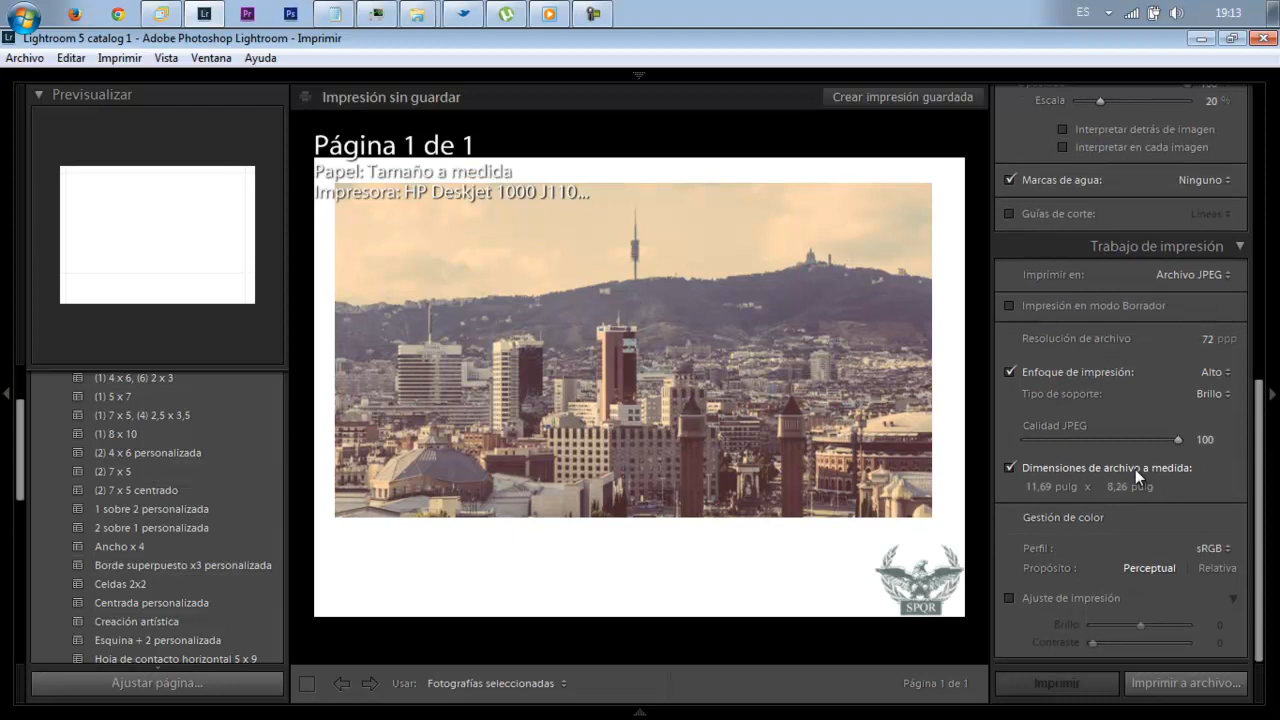 ES
19:13
Lightroom 5 catalog 1 - Adobe Photoshop Lightroom - Imprimir
Archivo Editar Imprimir Vista Ventana Ayuda
Previsualizar
(1) 4 x 6, (6) 2 x 3
(1) 5 x 7
(1) 7 x 5, (4) 2,5 x 3,5
(1) 8 x 10
(2) 4 x 6 personalizada
(2) 7 x 5
(2) 7 x 5 centrado
1 sobre 2 personalizada
2 sobre 1 personalizada
Ancho x 4
Borde superpuesto x3 personalizada
Celdas 2x2
Centrada personalizada
Creación artística
Esquina + 2 personalizada
Hoja de contacto horizontal 5 x 9
Ajustar página...
Impresión sin guardar
Crear impresión guardada
Página 1 de 1
Papel: Tamaño a medida
Impresora: HP Deskjet 1000 J110...
SPQR
Usar: Fotografías seleccionadas
Página 1 de 1
Escala 20 %
Interpretar detrás de imagen
Interpretar en cada imagen
Marcas de agua: Ninguno
Guías de corte: Líneas
Trabajo de impresión
Imprimir en: Archivo JPEG
Impresión en modo Borrador
Resolución de archivo 72 ppp
Enfoque de impresión: Alto
Tipo de soporte: Brillo
Calidad JPEG
100
Dimensiones de archivo a medida:
11,69 pulg x 8,26 pulg
Gestión de color
Perfil : sRGB
Propósito : Perceptual Relativa
Ajuste de impresión
Brillo 0
Contraste 0
Imprimir
Imprimir a archivo...